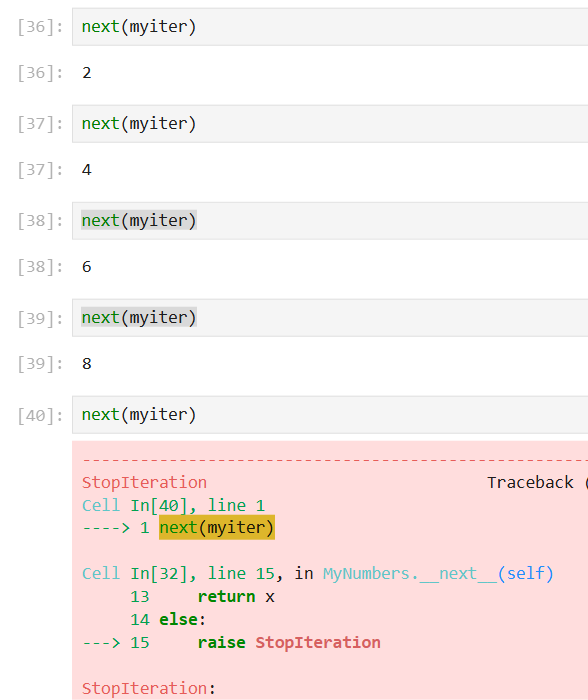 [36]: next(myiter)
[36]: 2
[37]: next(myiter)
[37]: 4
[38]: next(myiter)
[38]: 6
[39]: next(myiter)
[39]: 8
[40]: next(myiter)
---------------------------------------------------
StopIteration                            Traceback (
Cell In[40], line 1
----> 1 next(myiter)
Cell In[32], line 15, in MyNumbers.__next__(self)
     13     return x
     14 else:
---> 15     raise StopIteration
StopIteration: